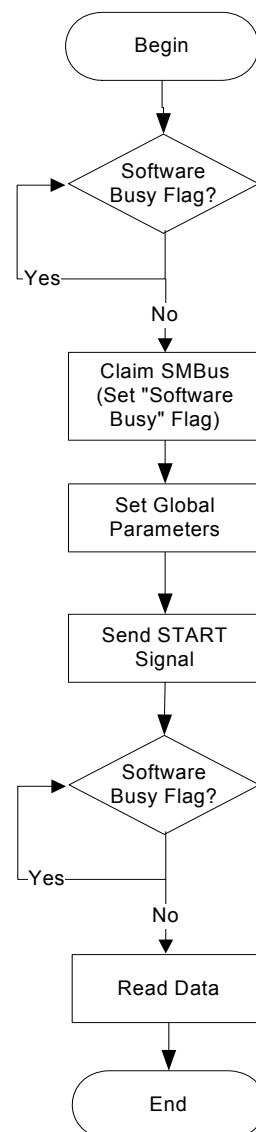 Begin
Software
Busy Flag?
Yes
No
Claim SMBus
(Set "Software
Busy" Flag)
Set Global
Parameters
Send START
Signal
Software
Busy Flag?
Yes
No
Read Data
End